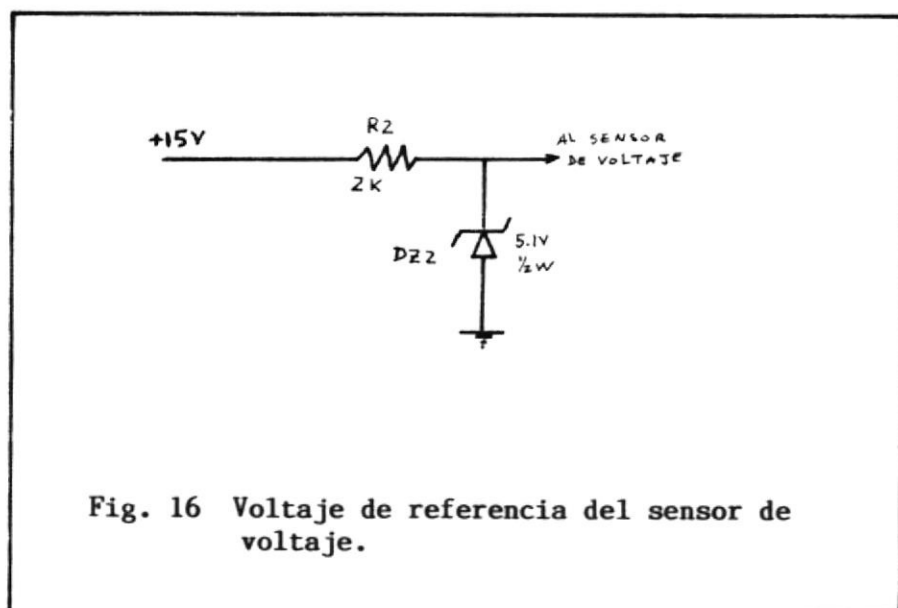 +15V
R2
2K
AL SENSOR
DE VOLTAJE
DZ2
5.1V
½W
Fig. 16 Voltaje de referencia del sensor de
voltaje.